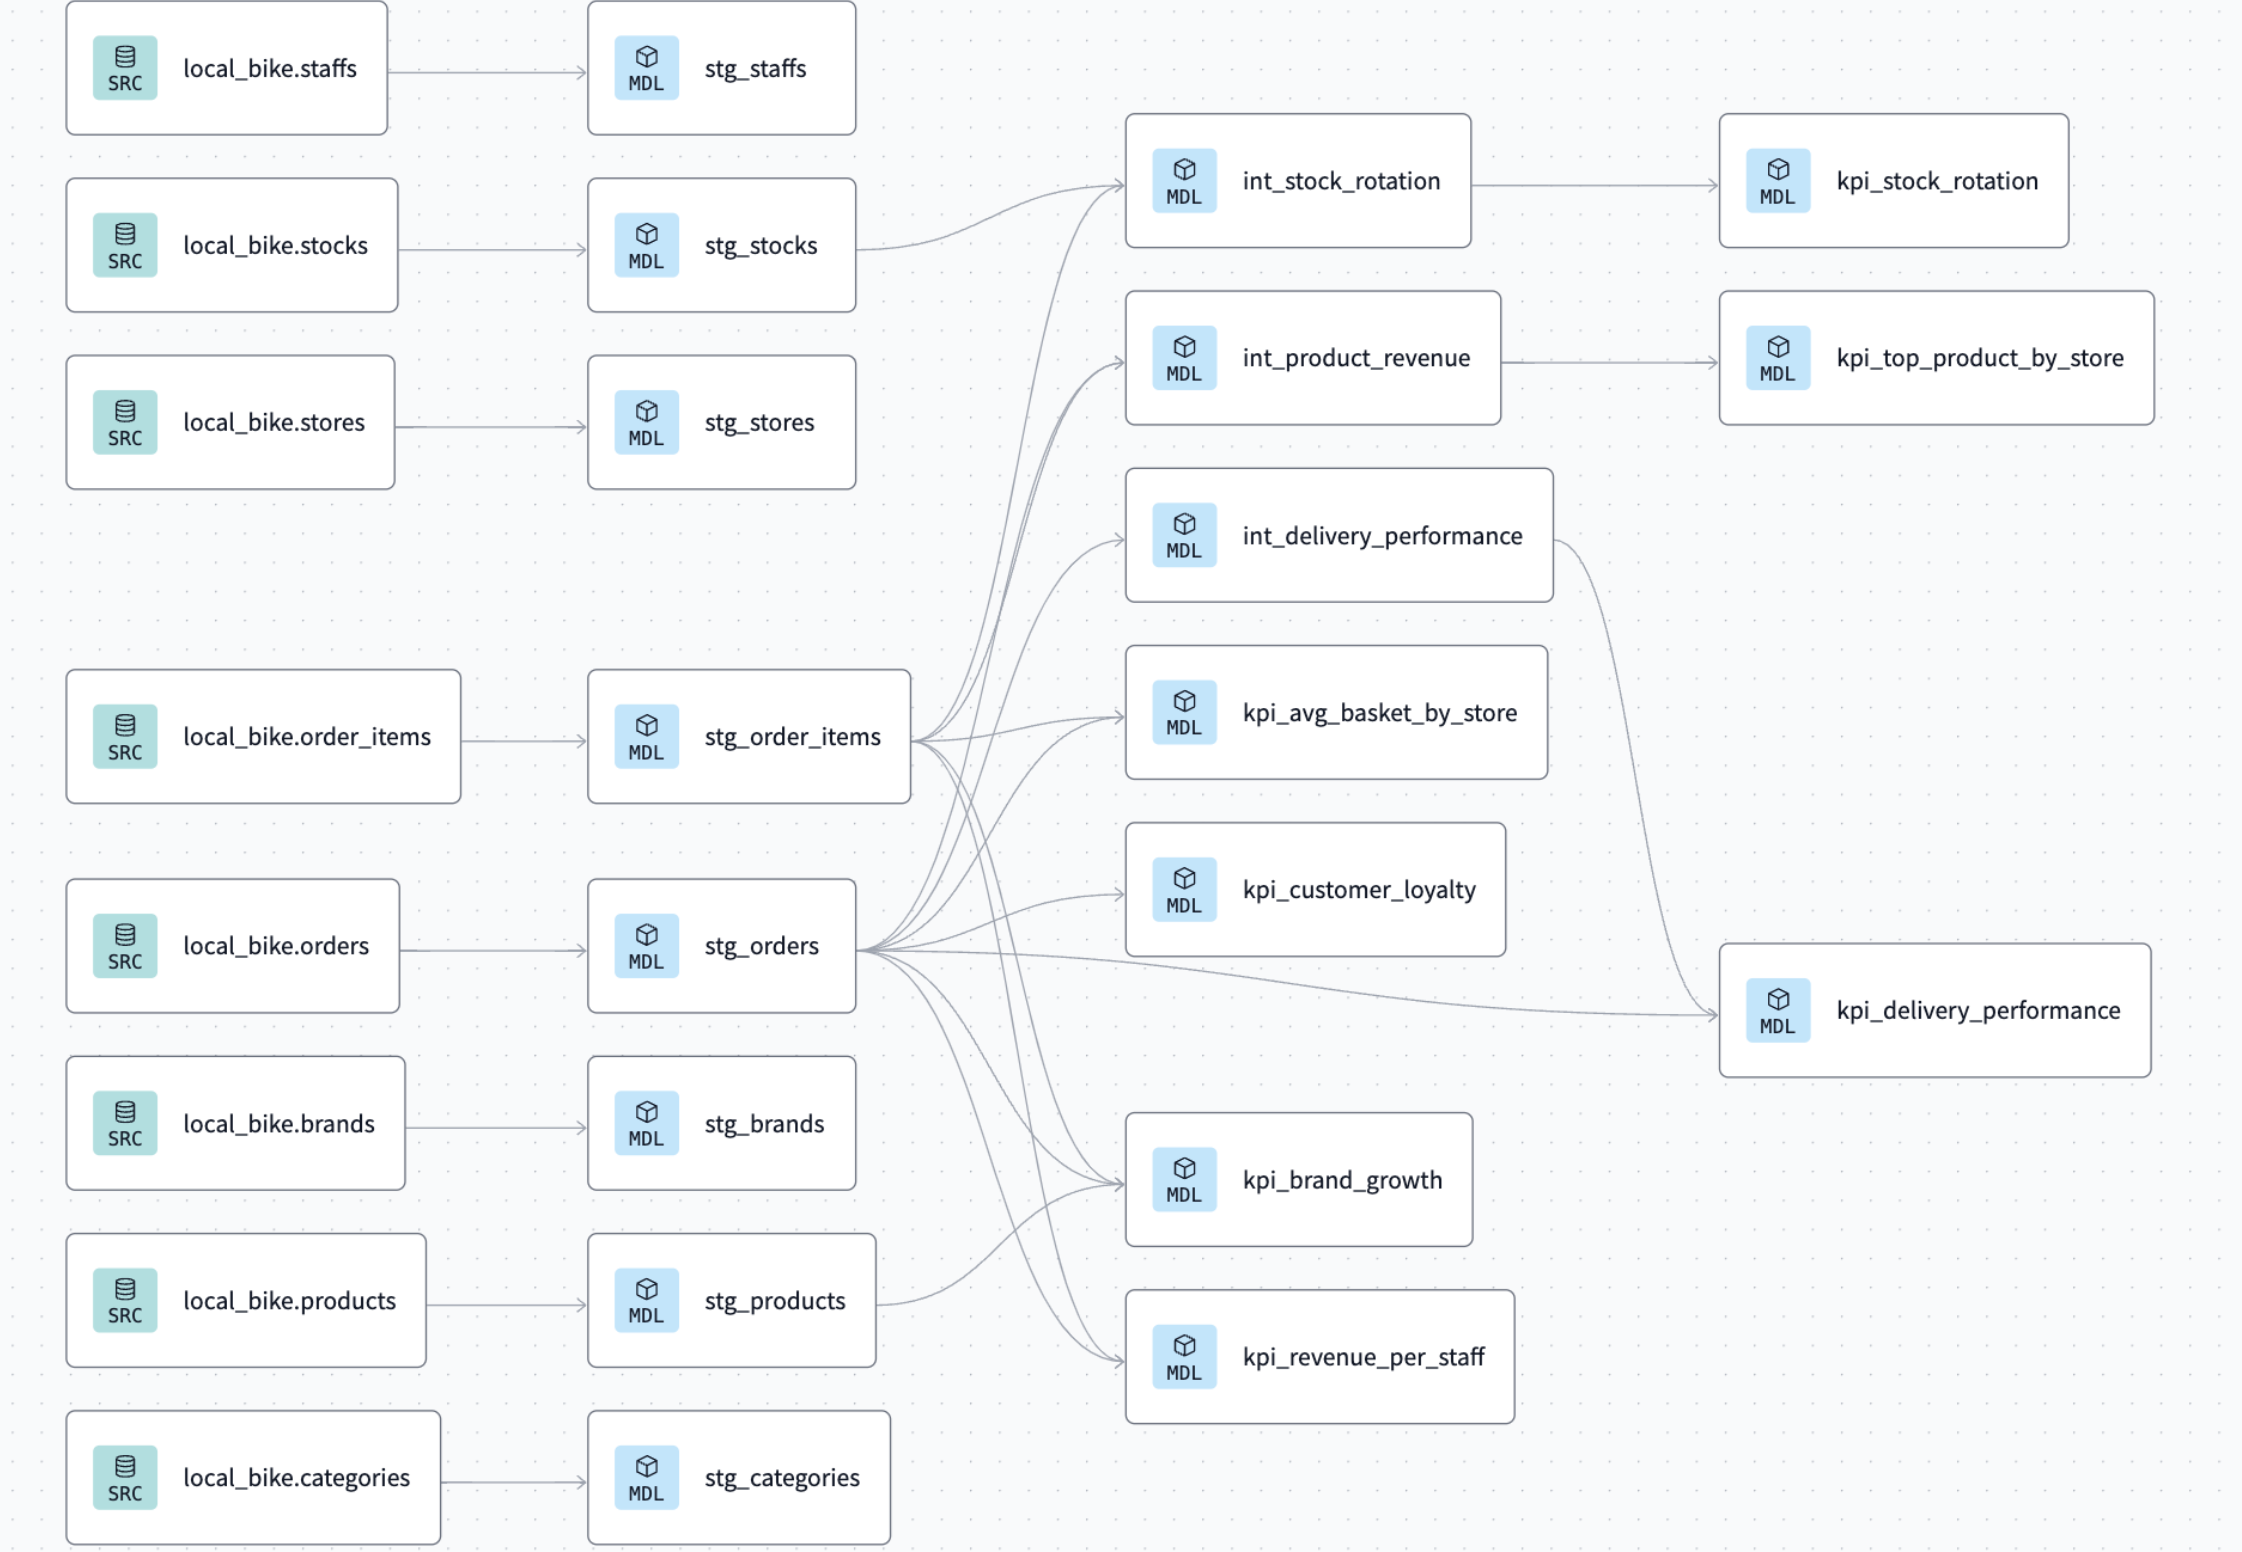 SRC
local_bike.staffs
MDL
stg_staffs
SRC
local_bike.stocks
MDL
stg_stocks
SRC
local_bike.stores
MDL
stg_stores
SRC
local_bike.order_items
MDL
stg_order_items
SRC
local_bike.orders
MDL
stg_orders
SRC
local_bike.brands
MDL
stg_brands
SRC
local_bike.products
MDL
stg_products
SRC
local_bike.categories
MDL
stg_categories
MDL
int_stock_rotation
MDL
int_product_revenue
MDL
int_delivery_performance
MDL
kpi_avg_basket_by_store
MDL
kpi_customer_loyalty
MDL
kpi_brand_growth
MDL
kpi_revenue_per_staff
MDL
kpi_stock_rotation
MDL
kpi_top_product_by_store
MDL
kpi_delivery_performance